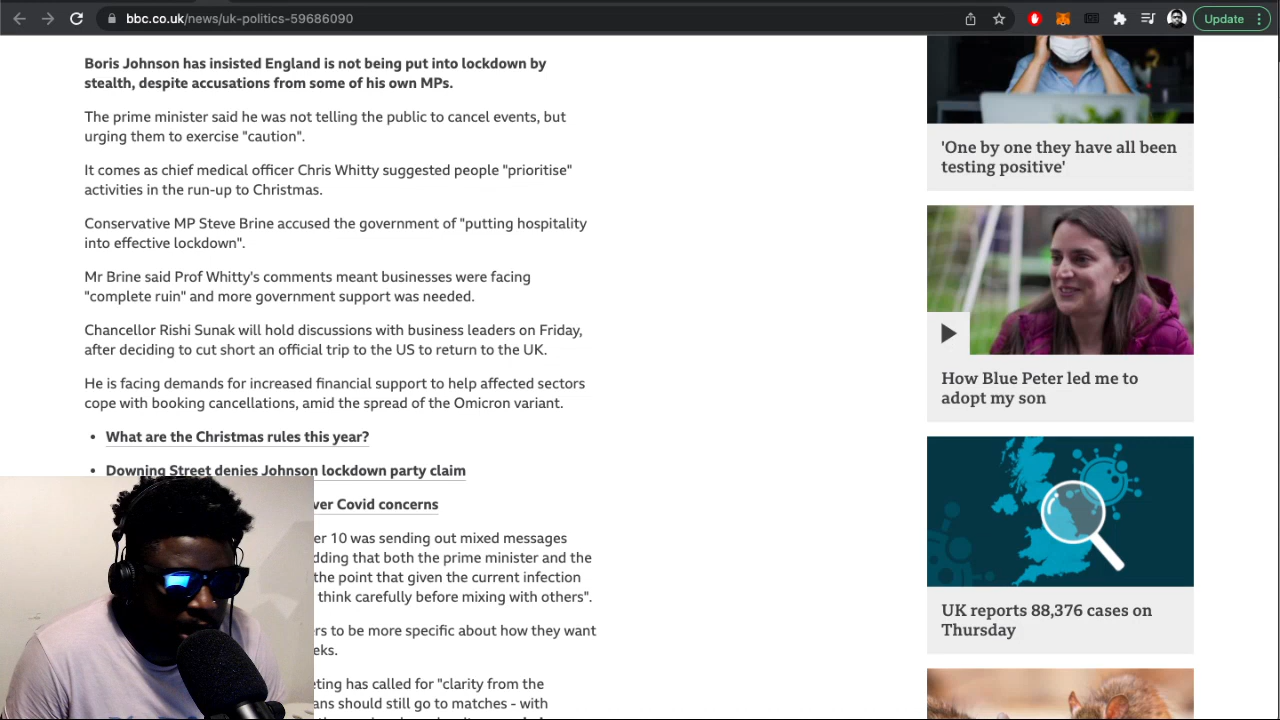 bbc.co.uk/news/uk-politics-59686090
Update
Boris Johnson has insisted England is not being put into lockdown by
stealth, despite accusations from some of his own MPs.
The prime minister said he was not telling the public to cancel events, but
urging them to exercise "caution".
It comes as chief medical officer Chris Whitty suggested people "prioritise"
activities in the run-up to Christmas.
Conservative MP Steve Brine accused the government of "putting hospitality
into effective lockdown".
Mr Brine said Prof Whitty's comments meant businesses were facing
"complete ruin" and more government support was needed.
Chancellor Rishi Sunak will hold discussions with business leaders on Friday,
after deciding to cut short an official trip to the US to return to the UK.
He is facing demands for increased financial support to help affected sectors
cope with booking cancellations, amid the spread of the Omicron variant.
• What are the Christmas rules this year?
• Downing Street denies Johnson lockdown party claim
ver Covid concerns
er 10 was sending out mixed messages
dding that both the prime minister and the
the point that given the current infection
think carefully before mixing with others".
rs to be more specific about how they want
eks.
eting has called for "clarity from the
ans should still go to matches - with
'One by one they have all been
testing positive'
How Blue Peter led me to
adopt my son
UK reports 88,376 cases on
Thursday